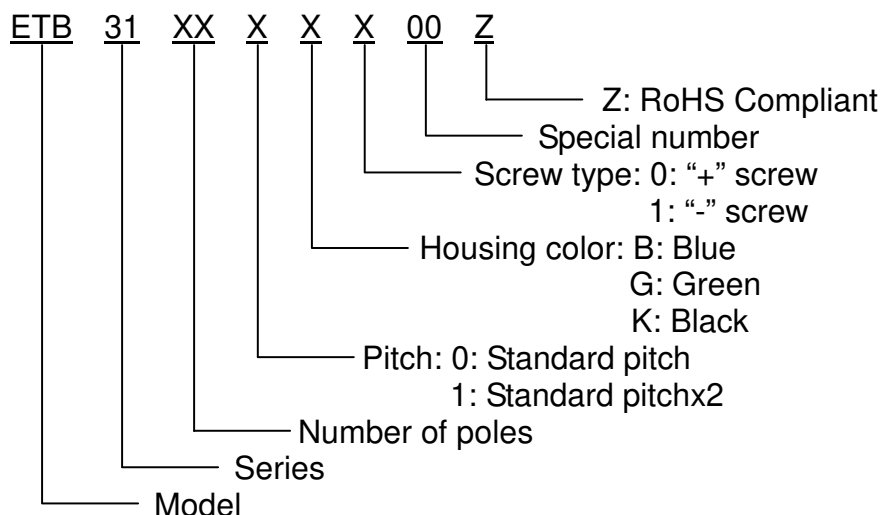 ETB 31 XX X X X 00 Z
Z: RoHS Compliant
Special number
Screw type: 0: “+” screw
1: “-” screw
Housing color: B: Blue
G: Green
K: Black
Pitch: 0: Standard pitch
1: Standard pitchx2
Number of poles
Series
Model